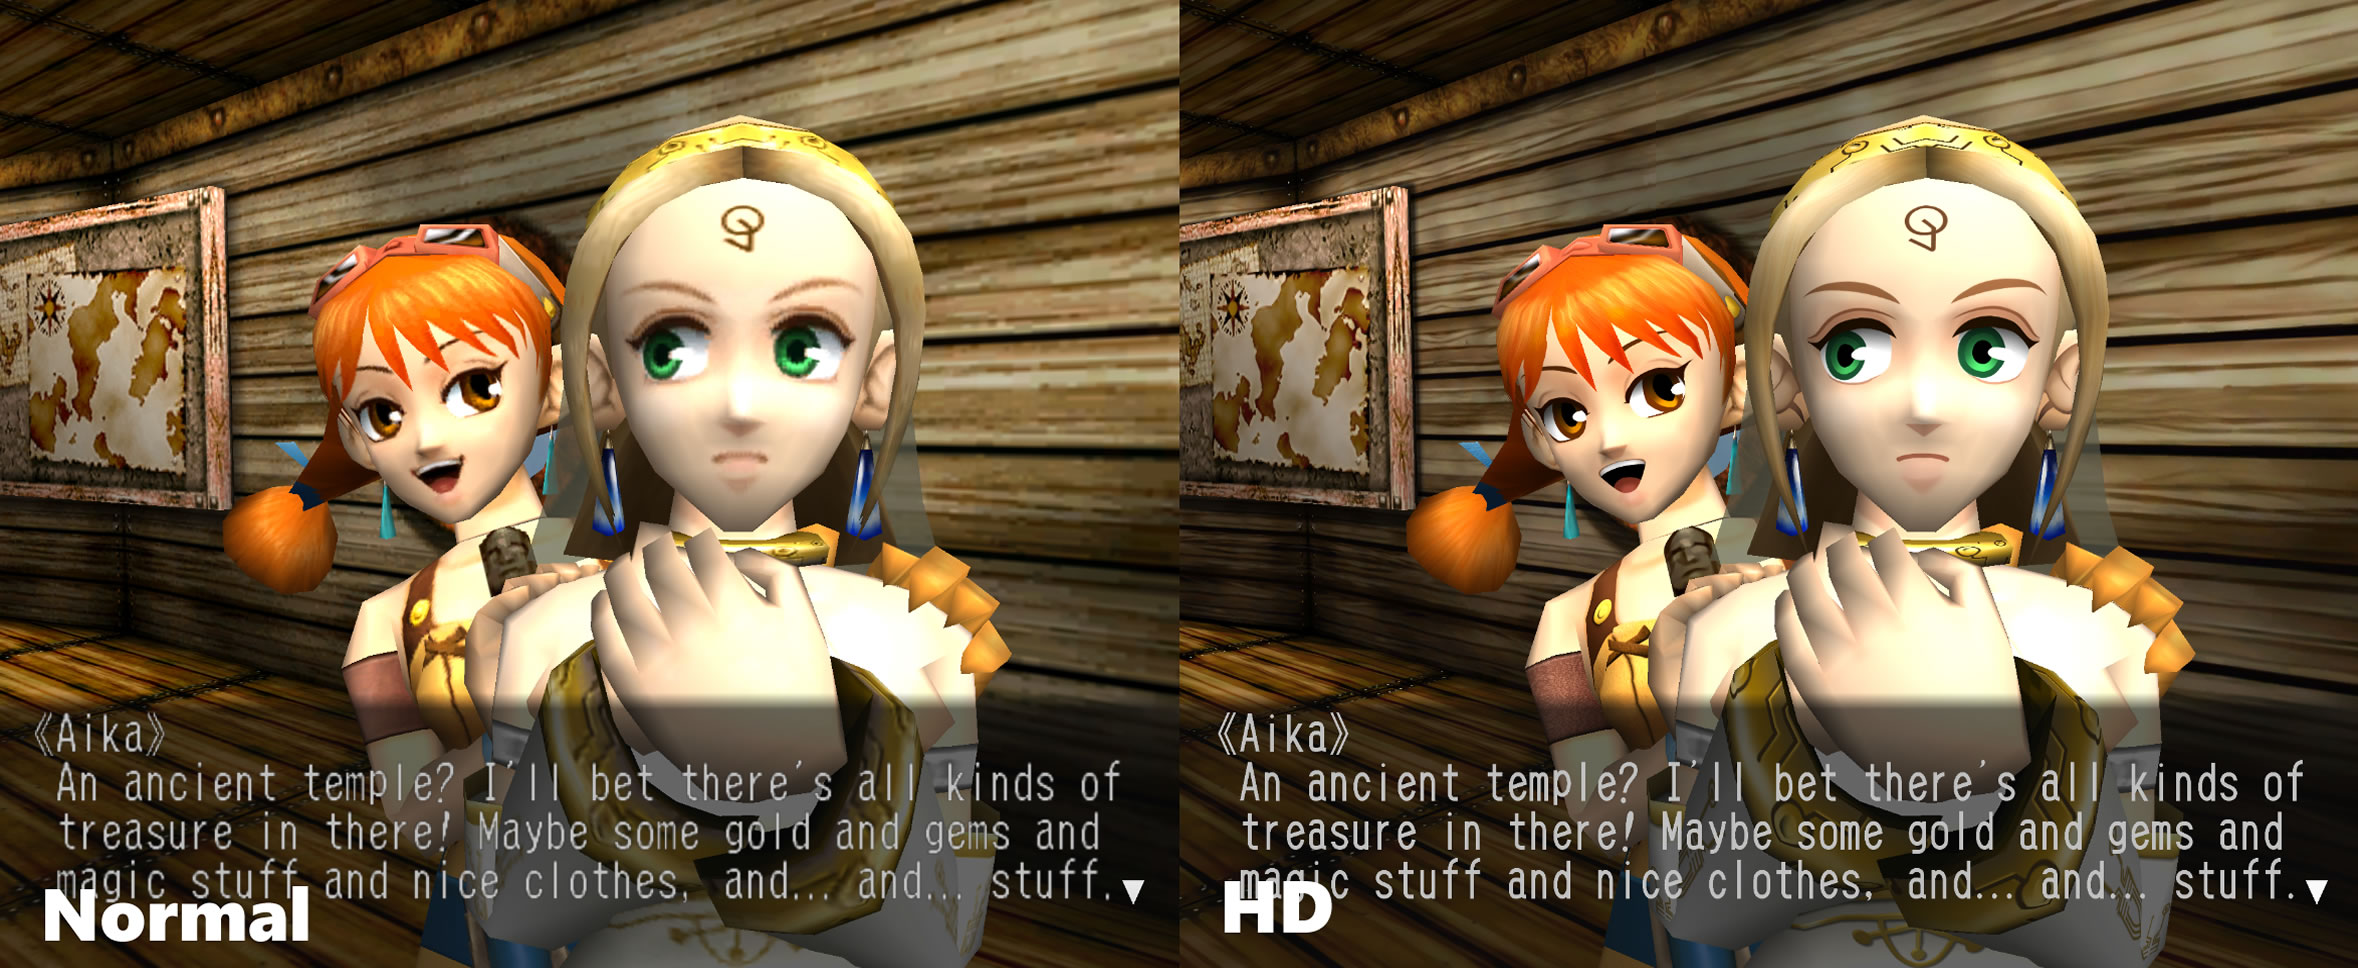 《Aika》
An ancient temple? I'll bet there's all kinds of
treasure in there! Maybe some gold and gems and
magic stuff and nice clothes, and... and... stuff.▼
Normal
《Aika》
An ancient temple? I'll bet there's all kinds of
treasure in there! Maybe some gold and gems and
magic stuff and nice clothes, and... and... stuff.▼
HD